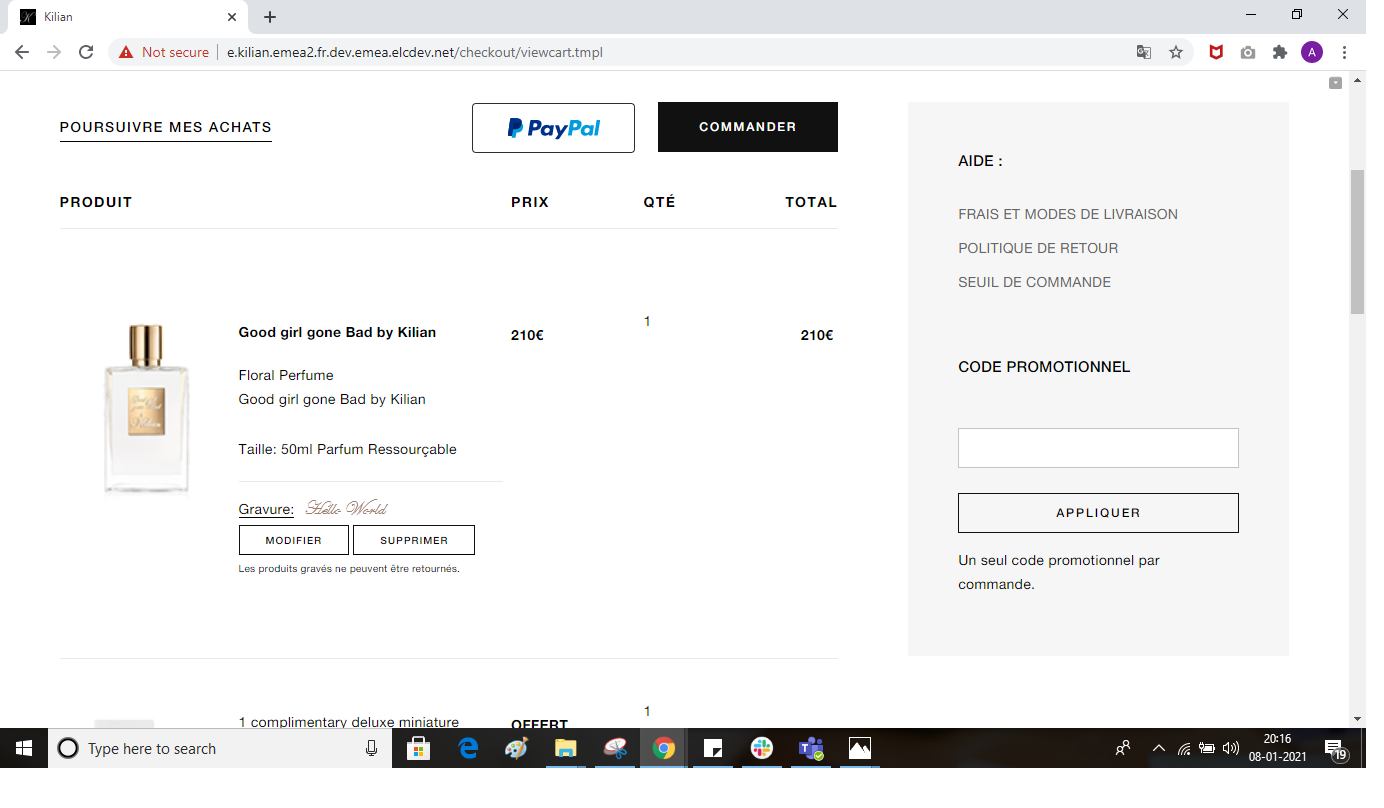 Kilian
Not secure
e.kilian.emea2.fr.dev.emea.elcdev.net/checkout/viewcart.tmpl
A
POURSUIVRE MES ACHATS
PayPal
COMMANDER
PRODUIT PRIX QTÉ TOTAL
Good girl gone Bad by Kilian
210€
1
210€
Floral Perfume
Good girl gone Bad by Kilian
Taille: 50ml Parfum Ressourçable
Gravure: Hello World
MODIFIER SUPPRIMER
Les produits gravés ne peuvent être retournés.
1 complimentary deluxe miniature
OFFERT
1
AIDE :
FRAIS ET MODES DE LIVRAISON
POLITIQUE DE RETOUR
SEUIL DE COMMANDE
CODE PROMOTIONNEL
APPLIQUER
Un seul code promotionnel par
commande.
Type here to search
20:16
08-01-2021
19